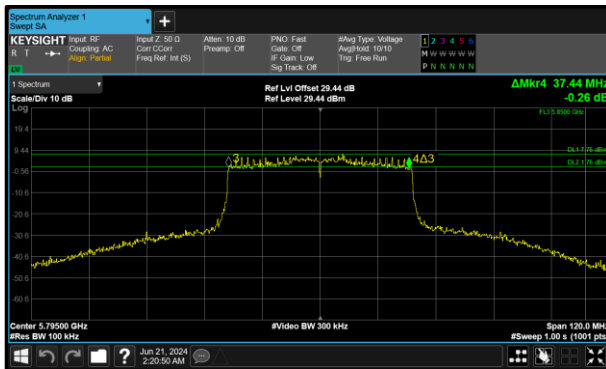 Spectrum Analyzer 1
Swept SA
KEYSIGHT
R T
Input: RF
Coupling: AC
Align: Partial
Input Z: 50 Ω
Corr CCorr
Freq Ref: Int (S)
Atten: 10 dB
Preamp: Off
PNO: Fast
Gate: Off
IF Gain: Low
Sig Track: Off
#Avg Type: Voltage
Avg|Hold: 10/10
Trig: Free Run
1 2 3 4 5 6
M W W W W W
P N N N N N
1 Spectrum
Scale/Div 10 dB
Ref Lvl Offset 29.44 dB
Ref Level 29.44 dBm
ΔMkr4 37.44 MHz
-0.26 dB
Log
19.4
9.44
-0.56
-10.6
-20.6
-30.6
-40.6
-50.6
-60.6
DL1 7.76 dBm
DL2 1.76 dBm
3
4Δ3
Center 5.79500 GHz
#Res BW 100 kHz
#Video BW 300 kHz
Span 120.0 MHz
#Sweep 1.00 s (1001 pts)
?
Jun 21, 2024
2:20:50 AM